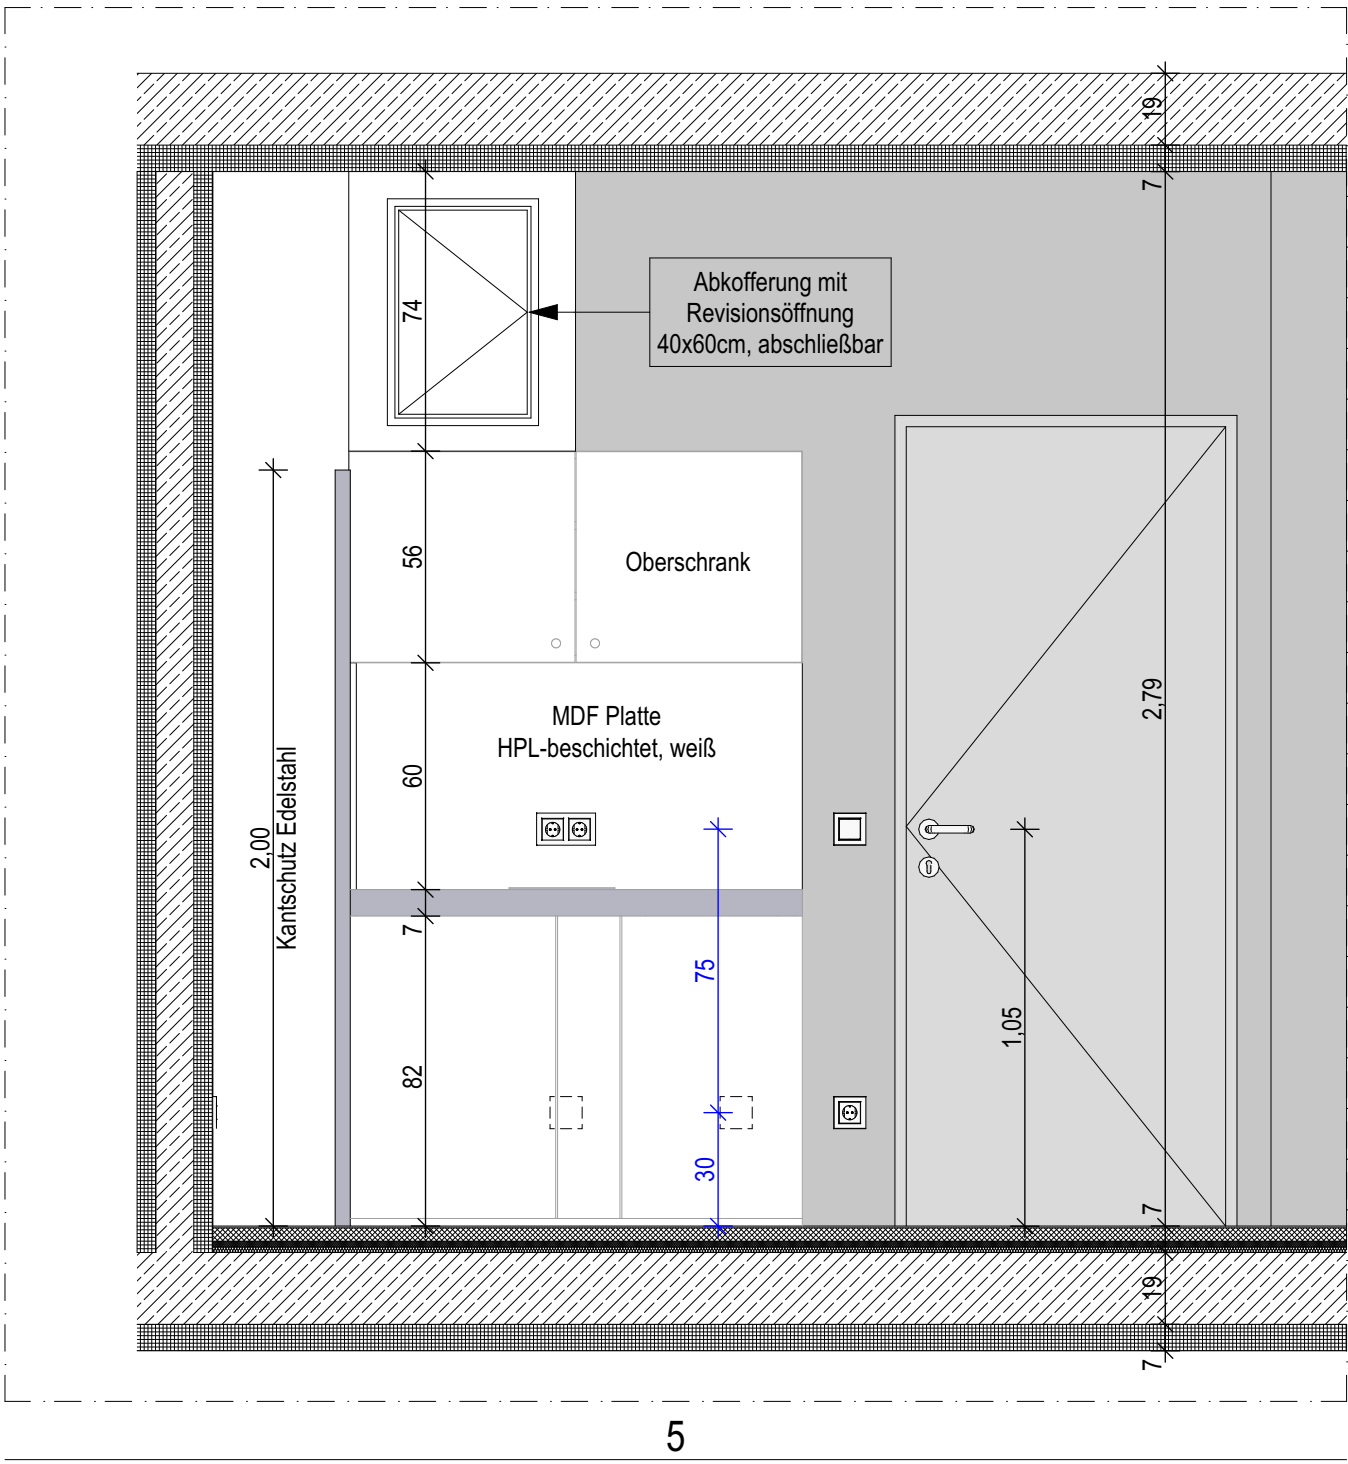 19
7
Abkofferung mit
Revisionsöffnung
40x60cm, abschließbar
74
56
Oberschrank
MDF Platte
HPL-beschichtet, weiß
2,79
60
2,00
Kantschutz Edelstahl
7
75
1,05
82
30
7
19
7
5